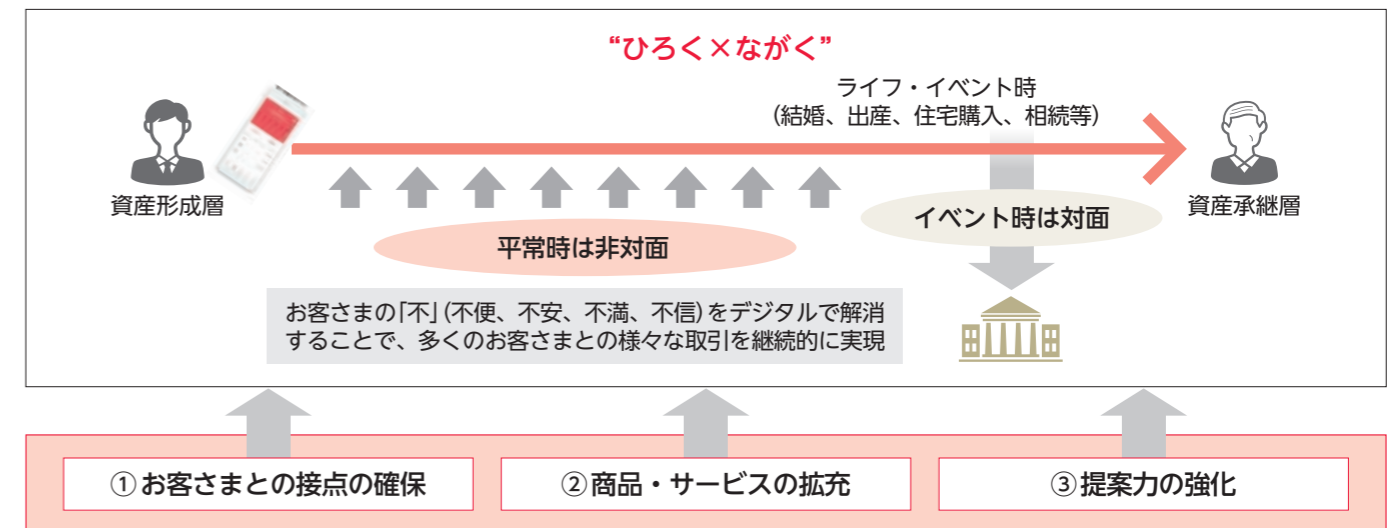 “ひろく×ながく”
ライフ・イベント時
(結婚、出産、住宅購入、相続等)
資産形成層
資産承継層
イベント時は対面
平常時は非対面
お客さまの「不」(不便、不安、不満、不信)をデジタルで解消
することで、多くのお客さまとの様々な取引を継続的に実現
①お客さまとの接点の確保
②商品・サービスの拡充
③提案力の強化